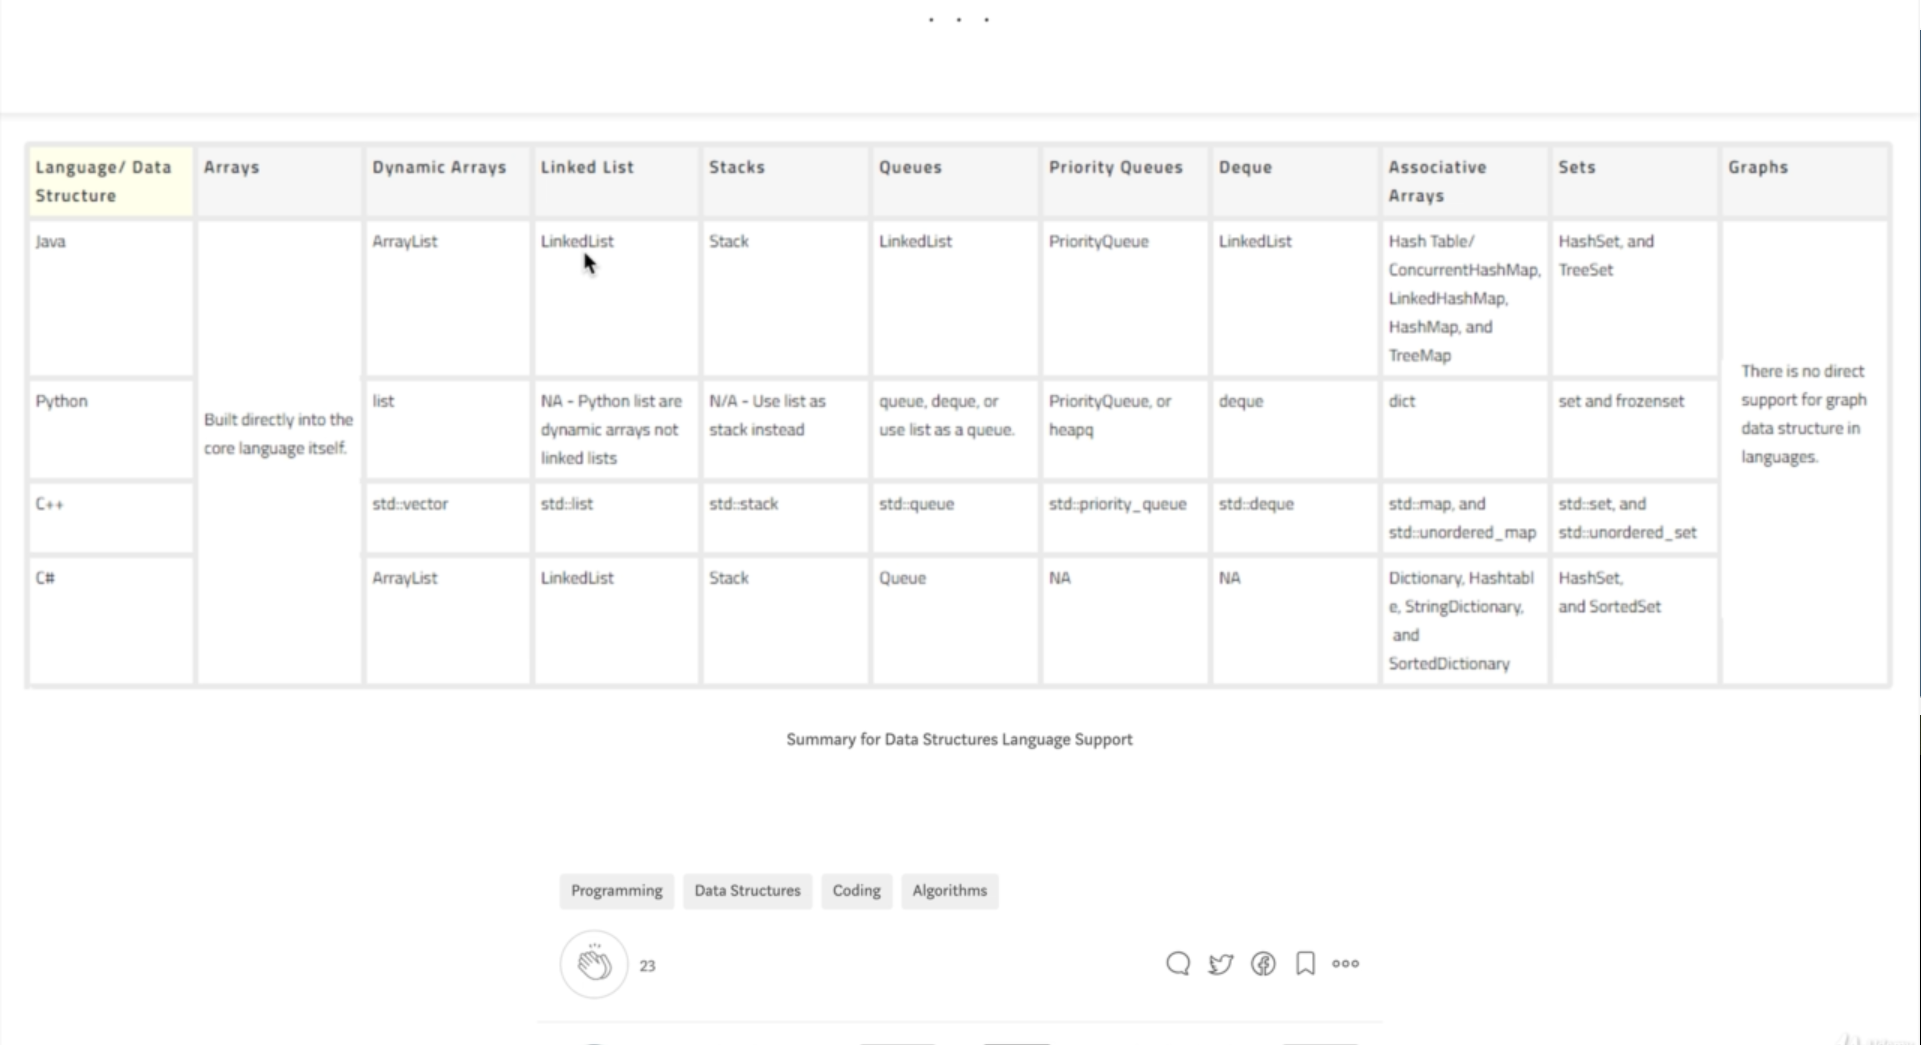 Language/ Data
Structure
Arrays
Dynamic Arrays
Linked List
Stacks
Queues
Priority Queues
Deque
Associative
Arrays
Sets
Graphs
Java
ArrayList
LinkedList
Stack
LinkedList
PriorityQueue
LinkedList
Hash Table/
ConcurrentHashMap,
LinkedHashMap,
HashMap, and
TreeMap
HashSet, and
TreeSet
Built directly into the
core language itself.
There is no direct
support for graph
data structure in
languages.
Python
list
NA - Python list are
dynamic arrays not
linked lists
N/A - Use list as
stack instead
queue, deque, or
use list as a queue.
PriorityQueue, or
heapq
deque
dict
set and frozenset
C++
std::vector
std::list
std::stack
std::queue
std::priority_queue
std::deque
std::map, and
std::unordered_map
std::set, and
std::unordered_set
C#
ArrayList
LinkedList
Stack
Queue
NA
NA
Dictionary, Hashtabl
e, StringDictionary,
and
SortedDictionary
HashSet,
and SortedSet
Summary for Data Structures Language Support
Programming
Data Structures
Coding
Algorithms
23